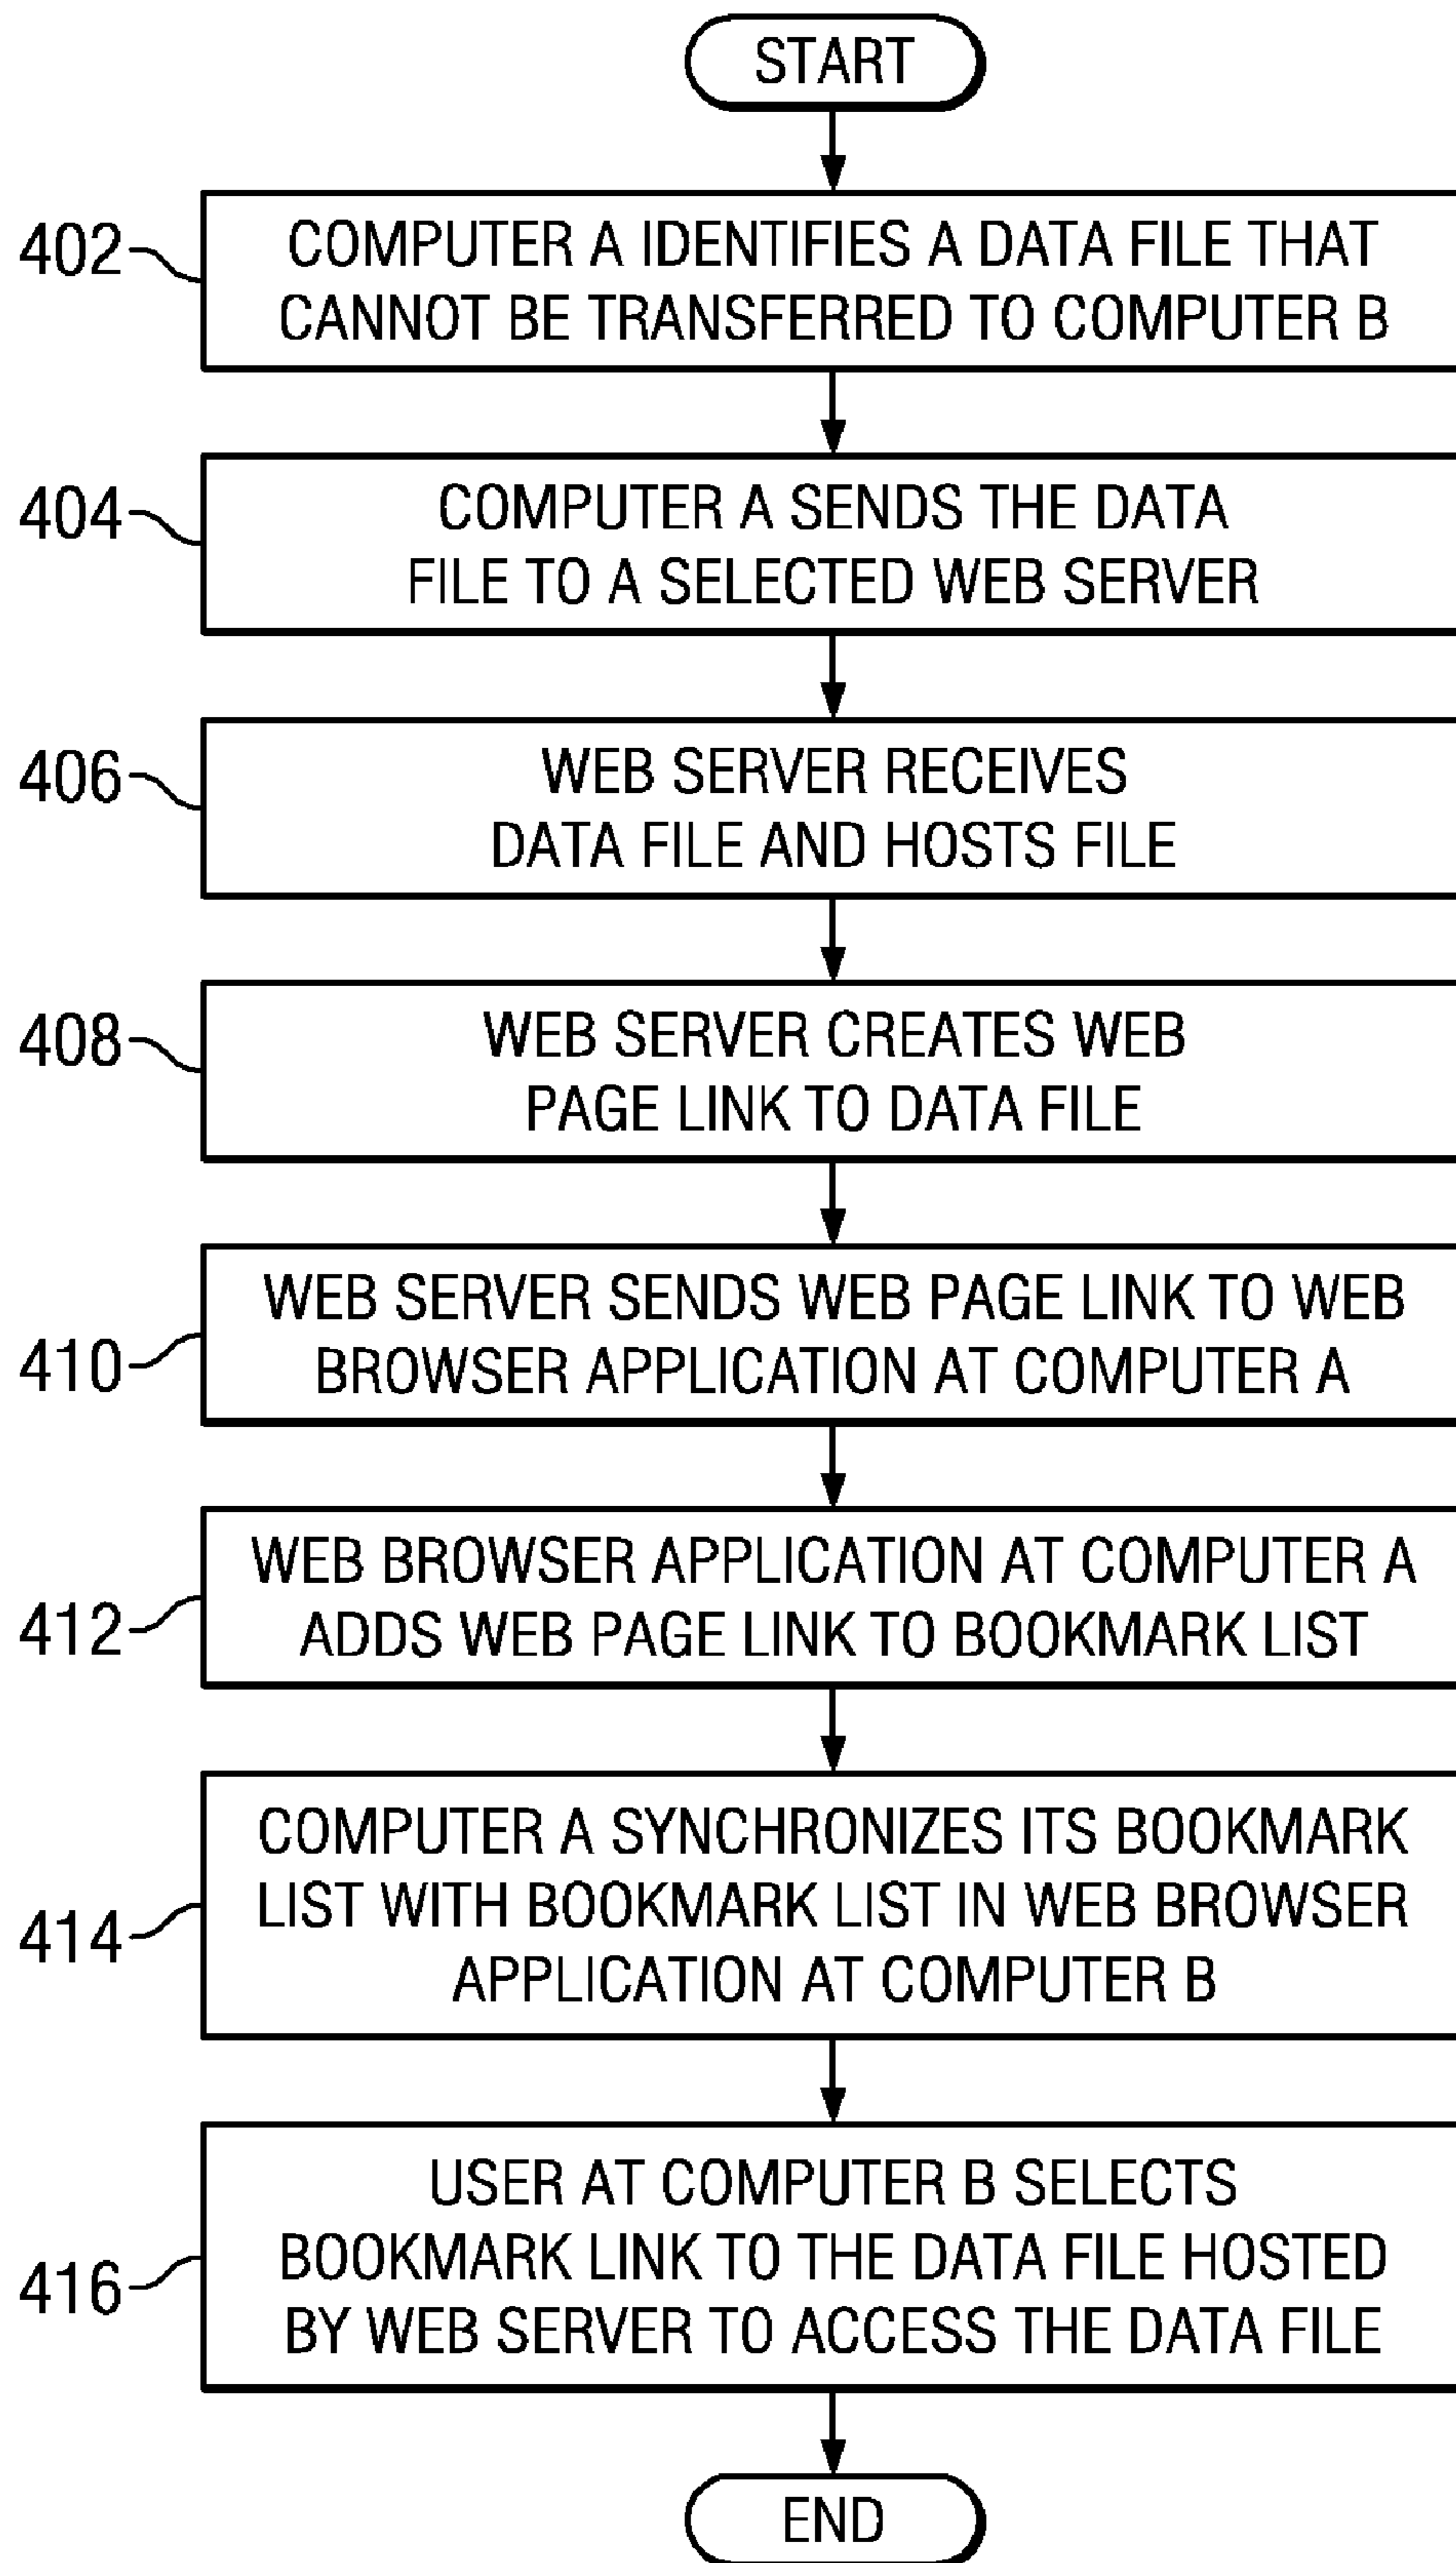 START
402
COMPUTER A IDENTIFIES A DATA FILE THAT
CANNOT BE TRANSFERRED TO COMPUTER B
404
COMPUTER A SENDS THE DATA
FILE TO A SELECTED WEB SERVER
406
WEB SERVER RECEIVES
DATA FILE AND HOSTS FILE
408
WEB SERVER CREATES WEB
PAGE LINK TO DATA FILE
410
WEB SERVER SENDS WEB PAGE LINK TO WEB
BROWSER APPLICATION AT COMPUTER A
412
WEB BROWSER APPLICATION AT COMPUTER A
ADDS WEB PAGE LINK TO BOOKMARK LIST
414
COMPUTER A SYNCHRONIZES ITS BOOKMARK
LIST WITH BOOKMARK LIST IN WEB BROWSER
APPLICATION AT COMPUTER B
416
USER AT COMPUTER B SELECTS
BOOKMARK LINK TO THE DATA FILE HOSTED
BY WEB SERVER TO ACCESS THE DATA FILE
END